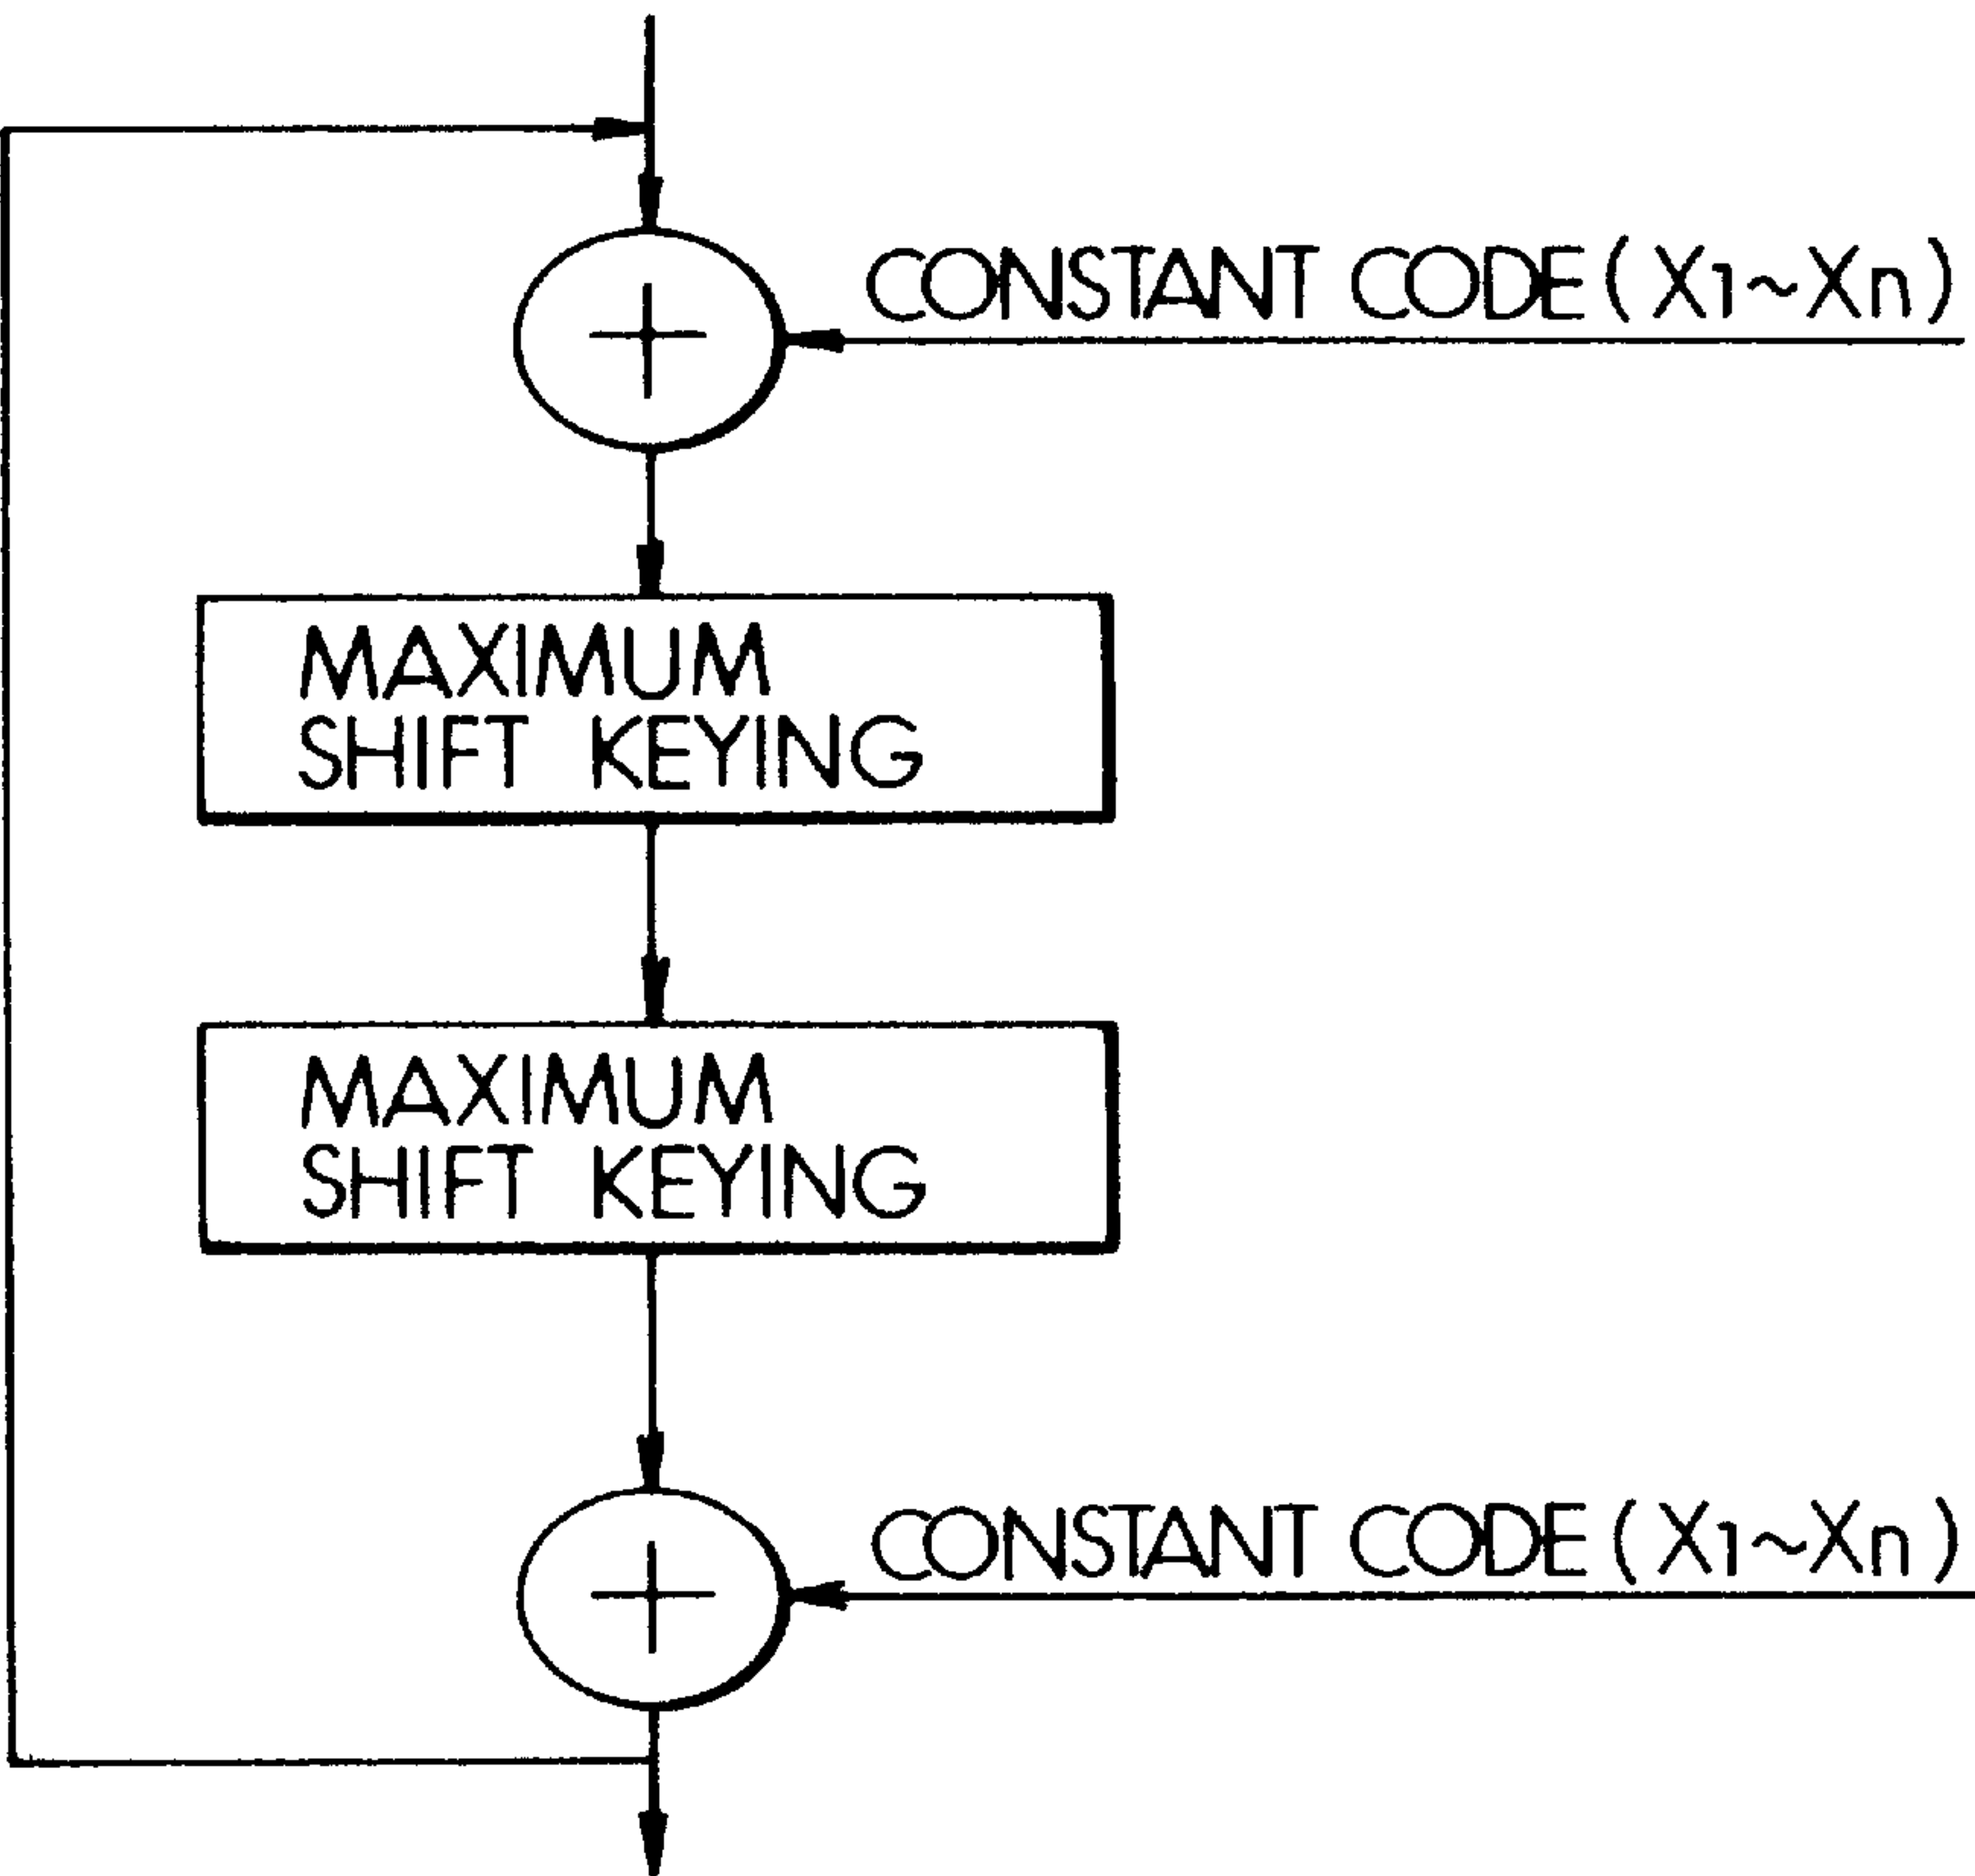 CONSTANT CODE (X1~Xn)
MAXIMUM
SHIFT KEYING
MAXIMUM
SHIFT KEYING
CONSTANT CODE (X1~Xn)